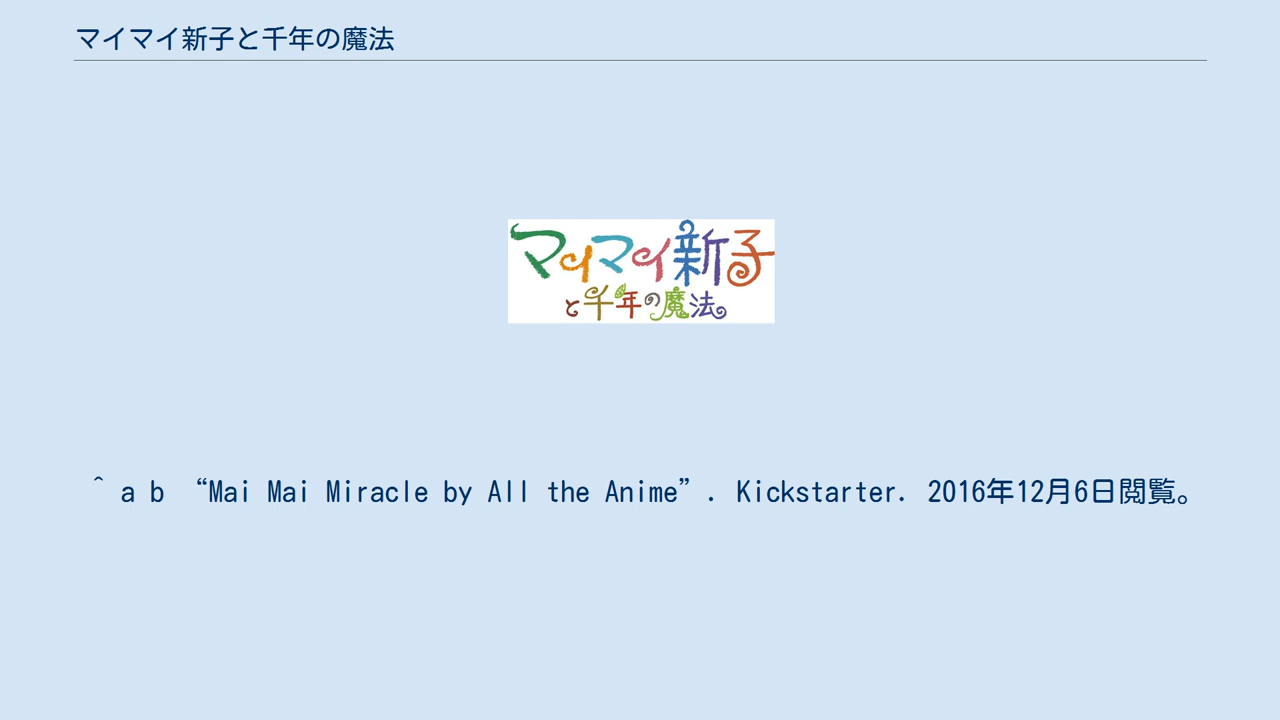 マイマイ新子と千年の魔法
マイマイ新子
と千年の魔法
^ a b “Mai Mai Miracle by All the Anime”. Kickstarter. 2016年12月6日閲覧。